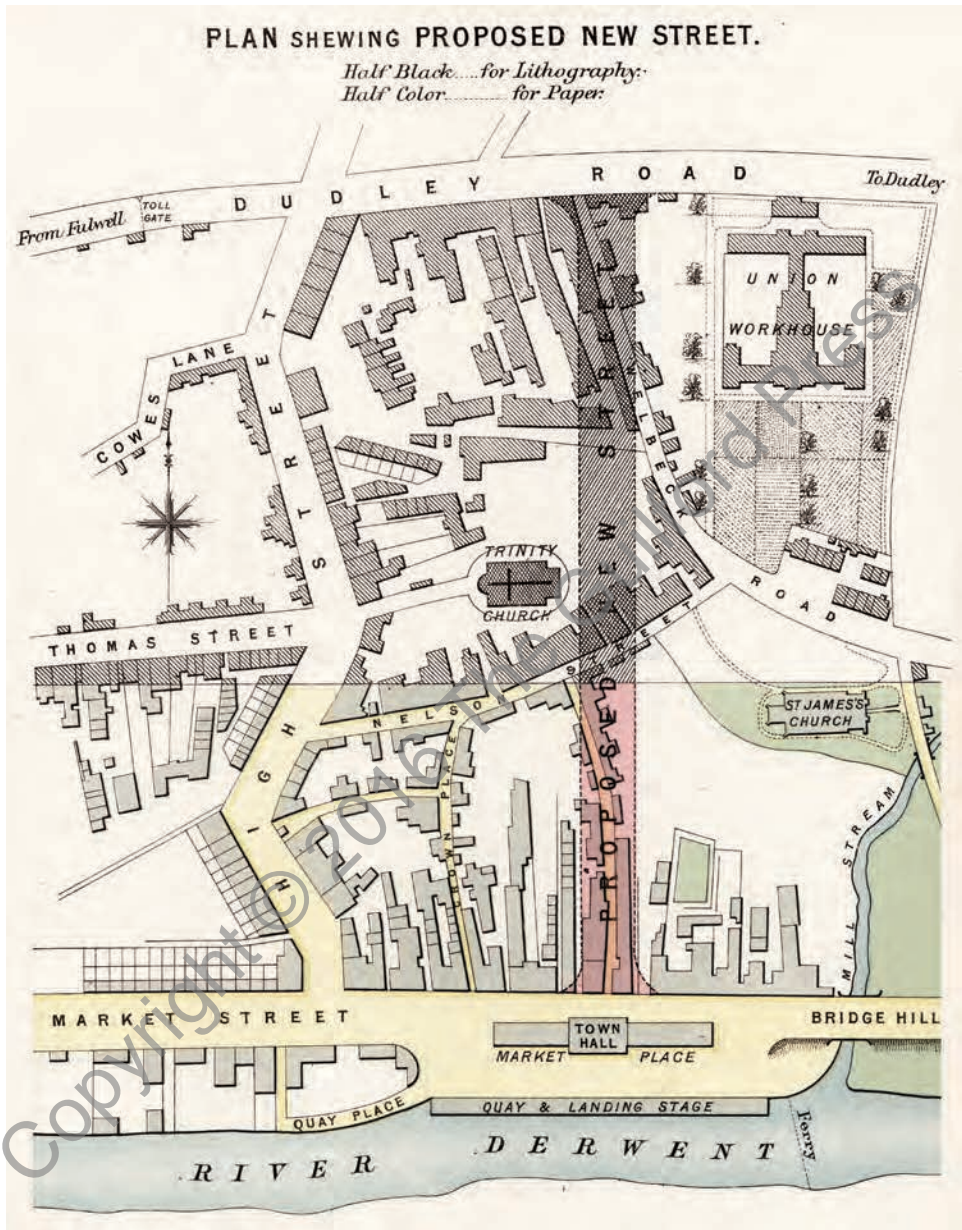 PLAN SHEWING PROPOSED NEW STREET.
Half Black.....for Lithography.
Half Color............for Paper.
DUDLEY ROAD
To Dudley
From Fulwell
TOLL
GATE
UNION
WORKHOUSE
COWES LANE
HIGH STREET
NELBECK ROAD
PROPOSED NEW STREET
TRINITY
CHURCH
THOMAS STREET
NELSON STREET
ST JAMES'S
CHURCH
CROWN PLACE
MILL STREAM
MARKET STREET
BRIDGE HILL
TOWN
HALL
MARKET PLACE
QUAY PLACE
QUAY & LANDING STAGE
RIVER DERWENT
Ferry
Copyright © 2016 The Guilford Press